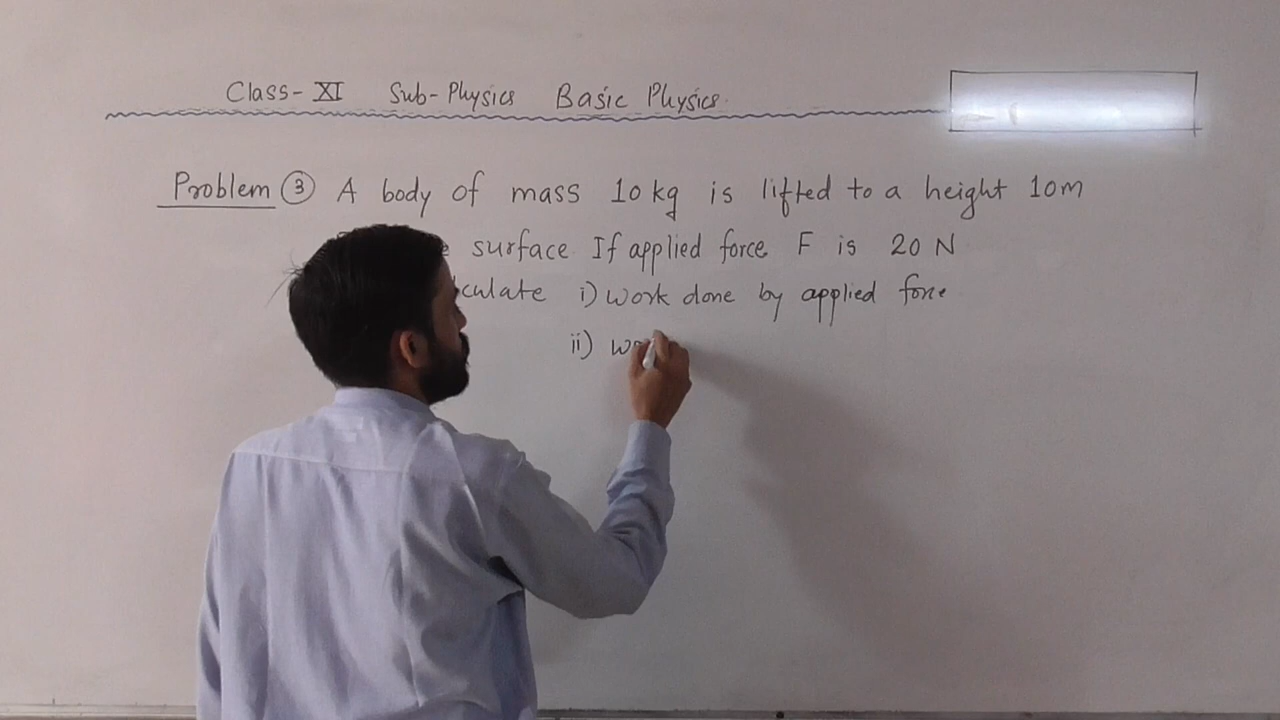 Class-XI Sub-Physics Basic Physics.
Problem ③ A body of mass 10 kg is lifted to a height 10m
surface. If applied force F is 20 N
i) Work done by applied force
ii)